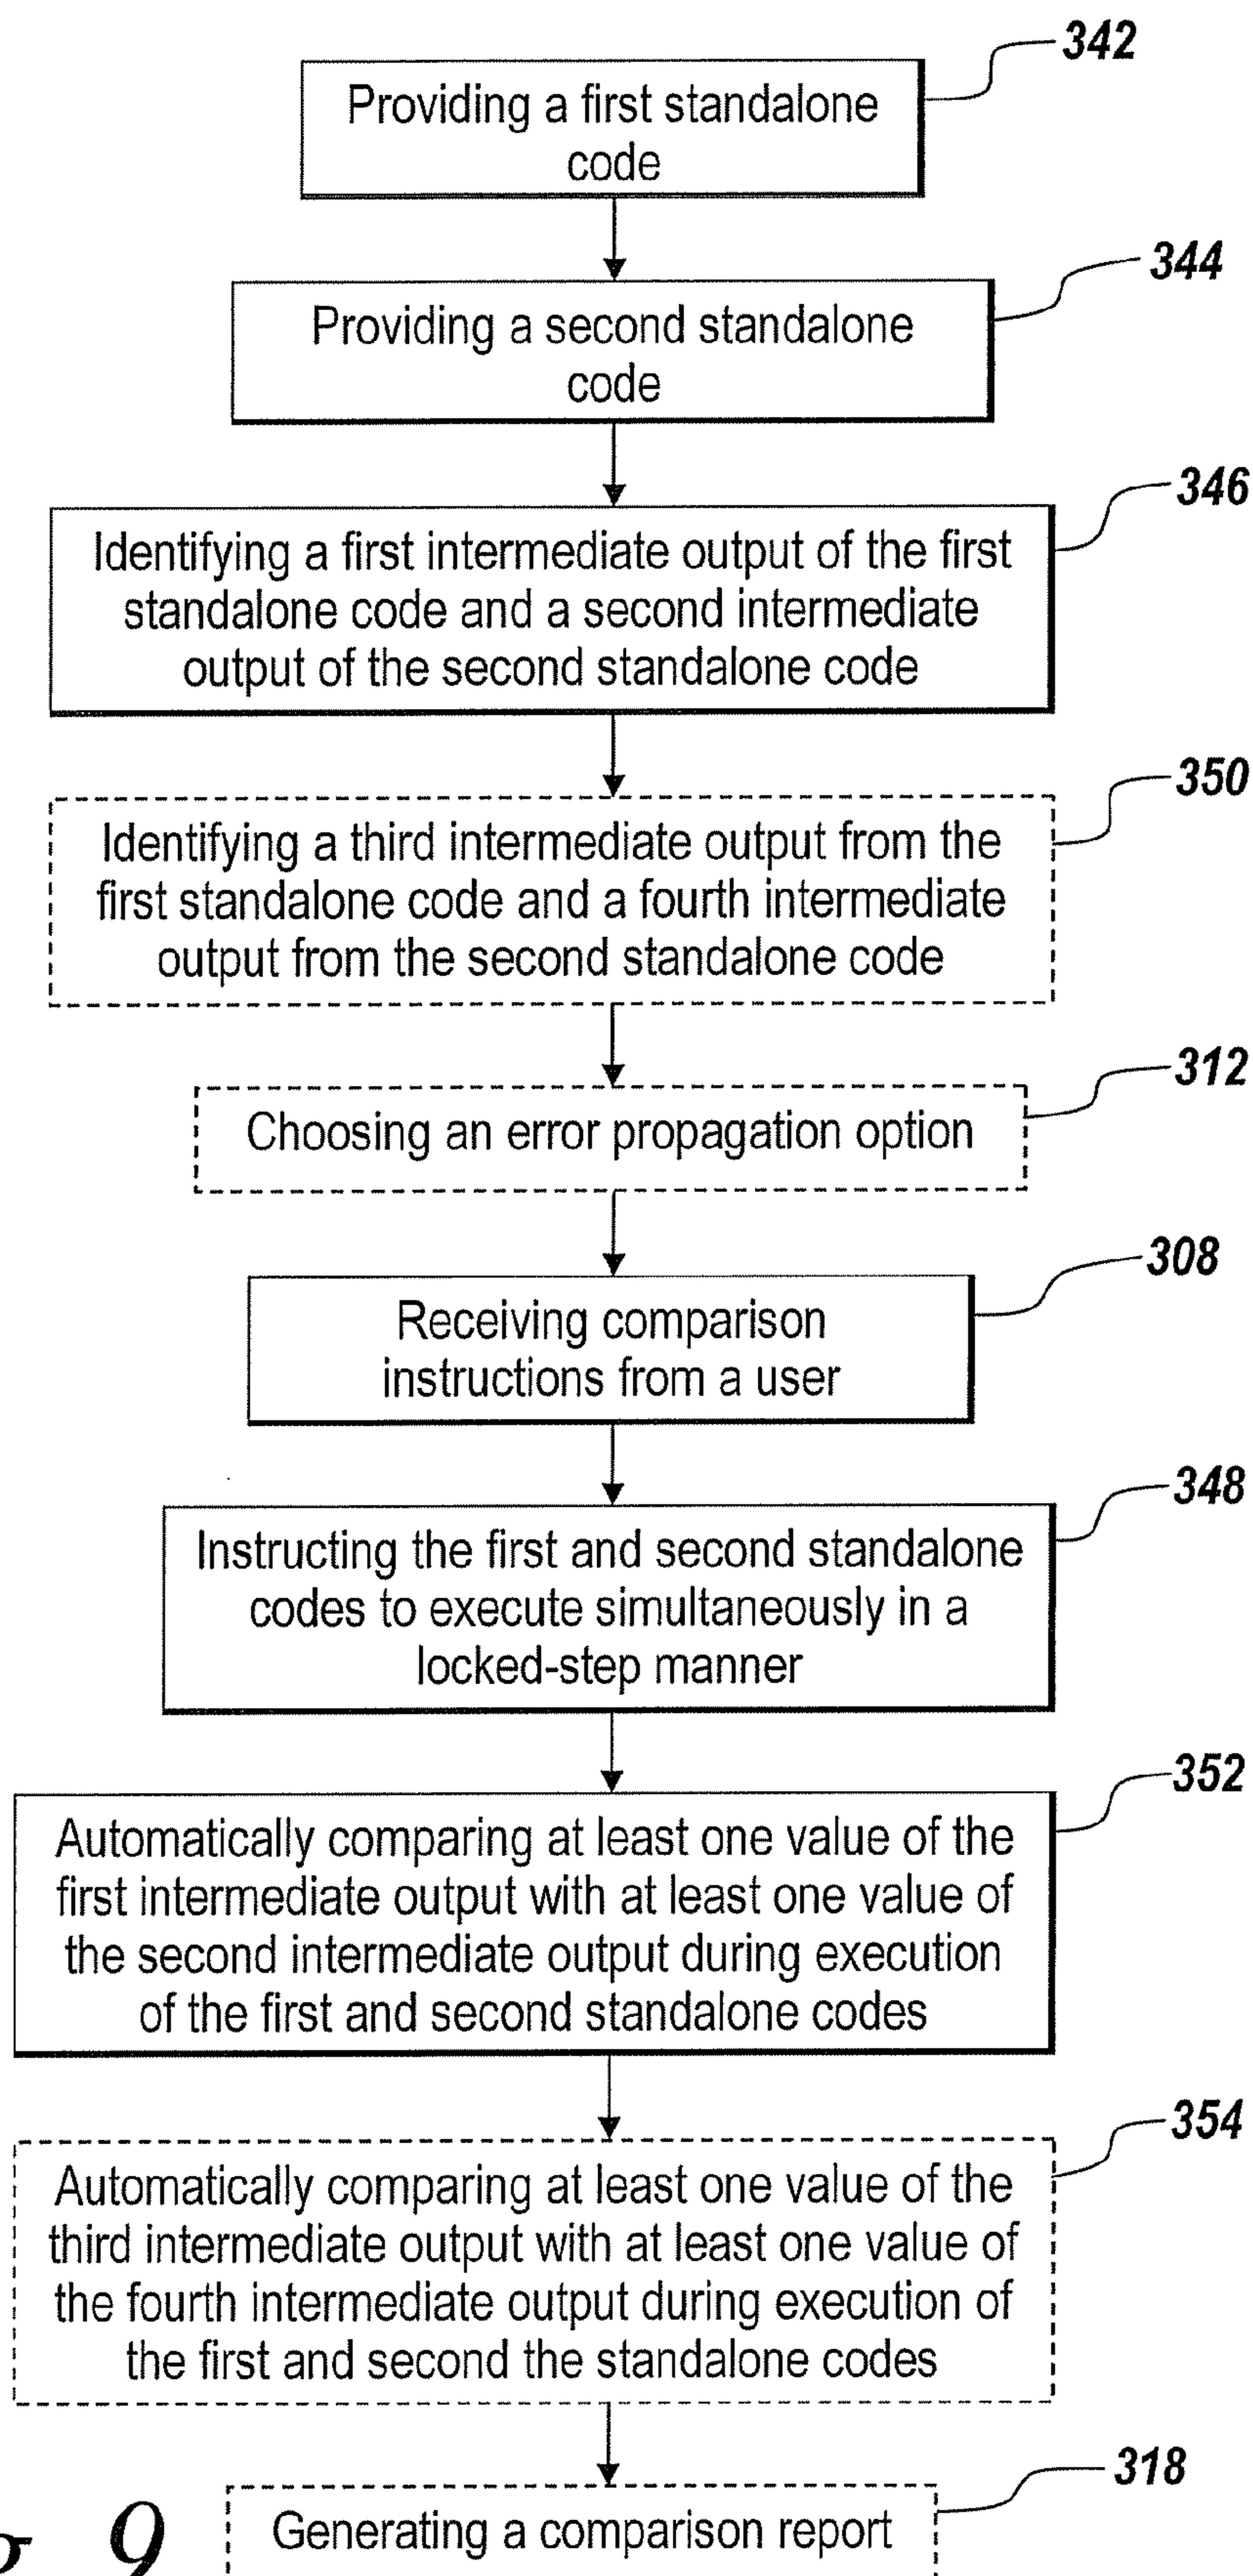 342
Providing a first standalone
code
344
Providing a second standalone
code
346
Identifying a first intermediate output of the first
standalone code and a second intermediate
output of the second standalone code
350
Identifying a third intermediate output from the
first standalone code and a fourth intermediate
output from the second standalone code
312
Choosing an error propagation option
308
Receiving comparison
instructions from a user
348
Instructing the first and second standalone
codes to execute simultaneously in a
locked-step manner
352
Automatically comparing at least one value of the
first intermediate output with at least one value of
the second intermediate output during execution
of the first and second standalone codes
354
Automatically comparing at least one value of the
third intermediate output with at least one value of
the fourth intermediate output during execution of
the first and second the standalone codes
318
Generating a comparison report
9